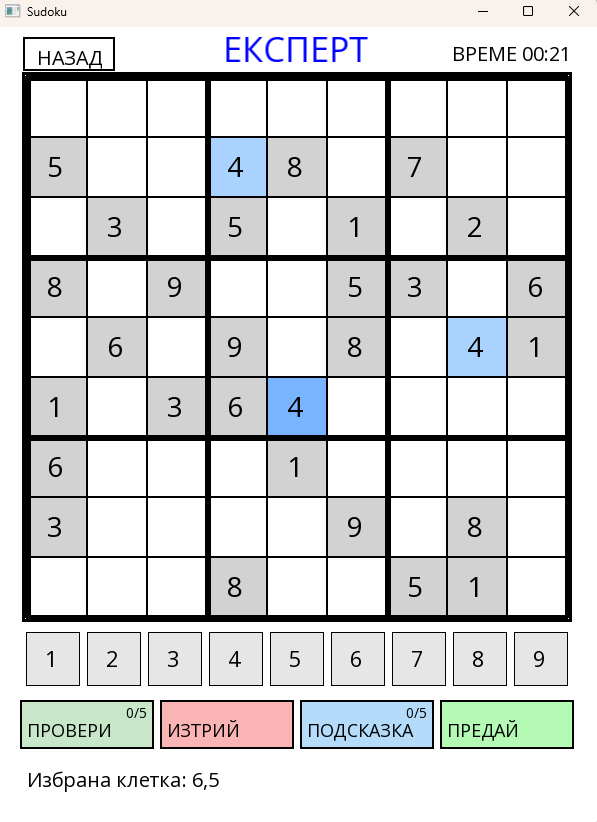 Sudoku
НАЗАД ЕКСПЕРТ ВРЕМЕ 00:21
5 4 8 7
3 5 1 2
8 9 5 3 6
6 9 8 4 1
1 3 6 4
6 1
3 9 8
8 5 1
1 2 3 4 5 6 7 8 9
0/5 0/5
ПРОВЕРИ ИЗТРИЙ ПОДСКАЗКА ПРЕДАЙ
Избрана клетка: 6,5